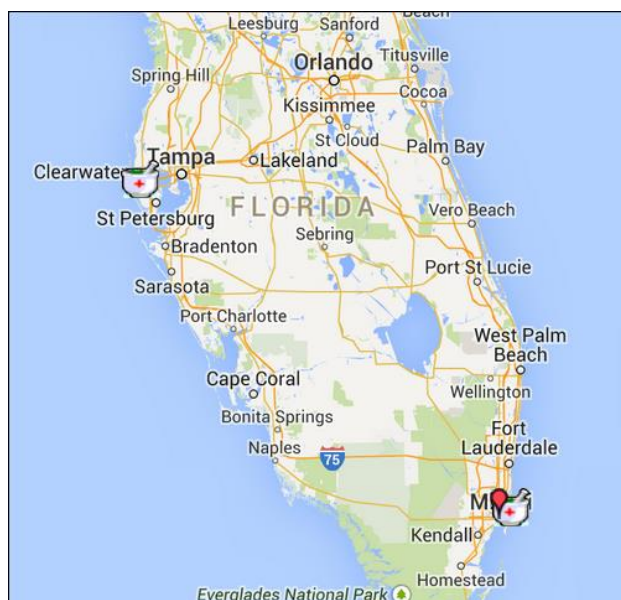 Beach
Leesburg
Sanford
Orlando
Titusville
Spring Hill
Kissimmee
Cocoa
St Cloud
Clearwate
Tampa
Lakeland
Palm Bay
St Petersburg
FLORIDA
Vero Beach
Bradenton
Sebring
Sarasota
Port St Lucie
Port Charlotte
West Palm
Beach
Cape Coral
Wellington
Bonita Springs
Fort
Lauderdale
Naples
75
Kendall
Homestead
Everglades National Park